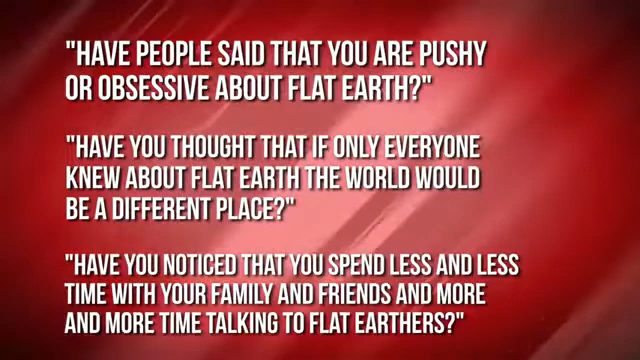 "HAVE PEOPLE SAID THAT YOU ARE PUSHY
OR OBSESSIVE ABOUT FLAT EARTH?"
"HAVE YOU THOUGHT THAT IF ONLY EVERYONE
KNEW ABOUT FLAT EARTH THE WORLD WOULD
BE A DIFFERENT PLACE?"
"HAVE YOU NOTICED THAT YOU SPEND LESS AND LESS
TIME WITH YOUR FAMILY AND FRIENDS AND MORE
AND MORE TIME TALKING TO FLAT EARTHERS?"